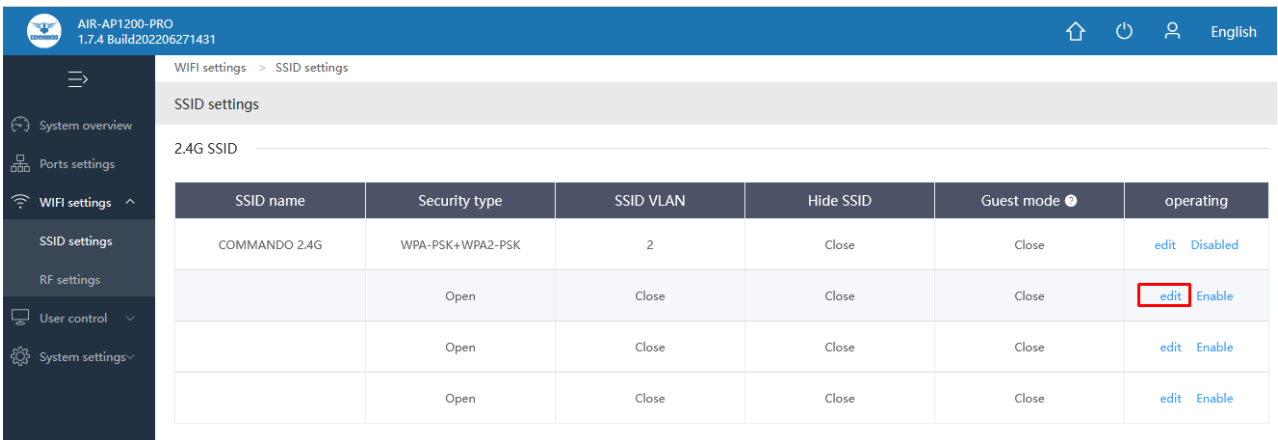 COMMANDO
AIR-AP1200-PRO
1.7.4 Build202206271431
English
System overview
Ports settings
WIFI settings
SSID settings
RF settings
User control
System settings
WIFI settings > SSID settings
SSID settings
2.4G SSID
SSID name Security type SSID VLAN Hide SSID Guest mode ? operating
COMMANDO 2.4G WPA-PSK+WPA2-PSK 2 Close Close edit Disabled
Open Close Close Close edit Enable
Open Close Close Close edit Enable
Open Close Close Close edit Enable